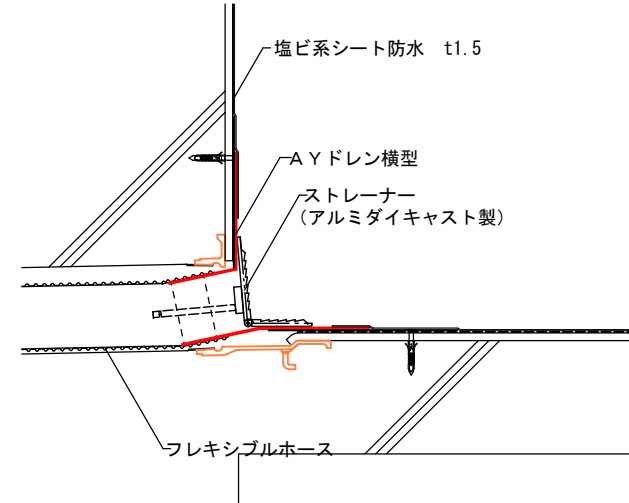 塩ビ系シート防水　t1.5
ＡＹドレン横型
ストレーナー
（アルミダイキャスト製）
フレキシブルホース